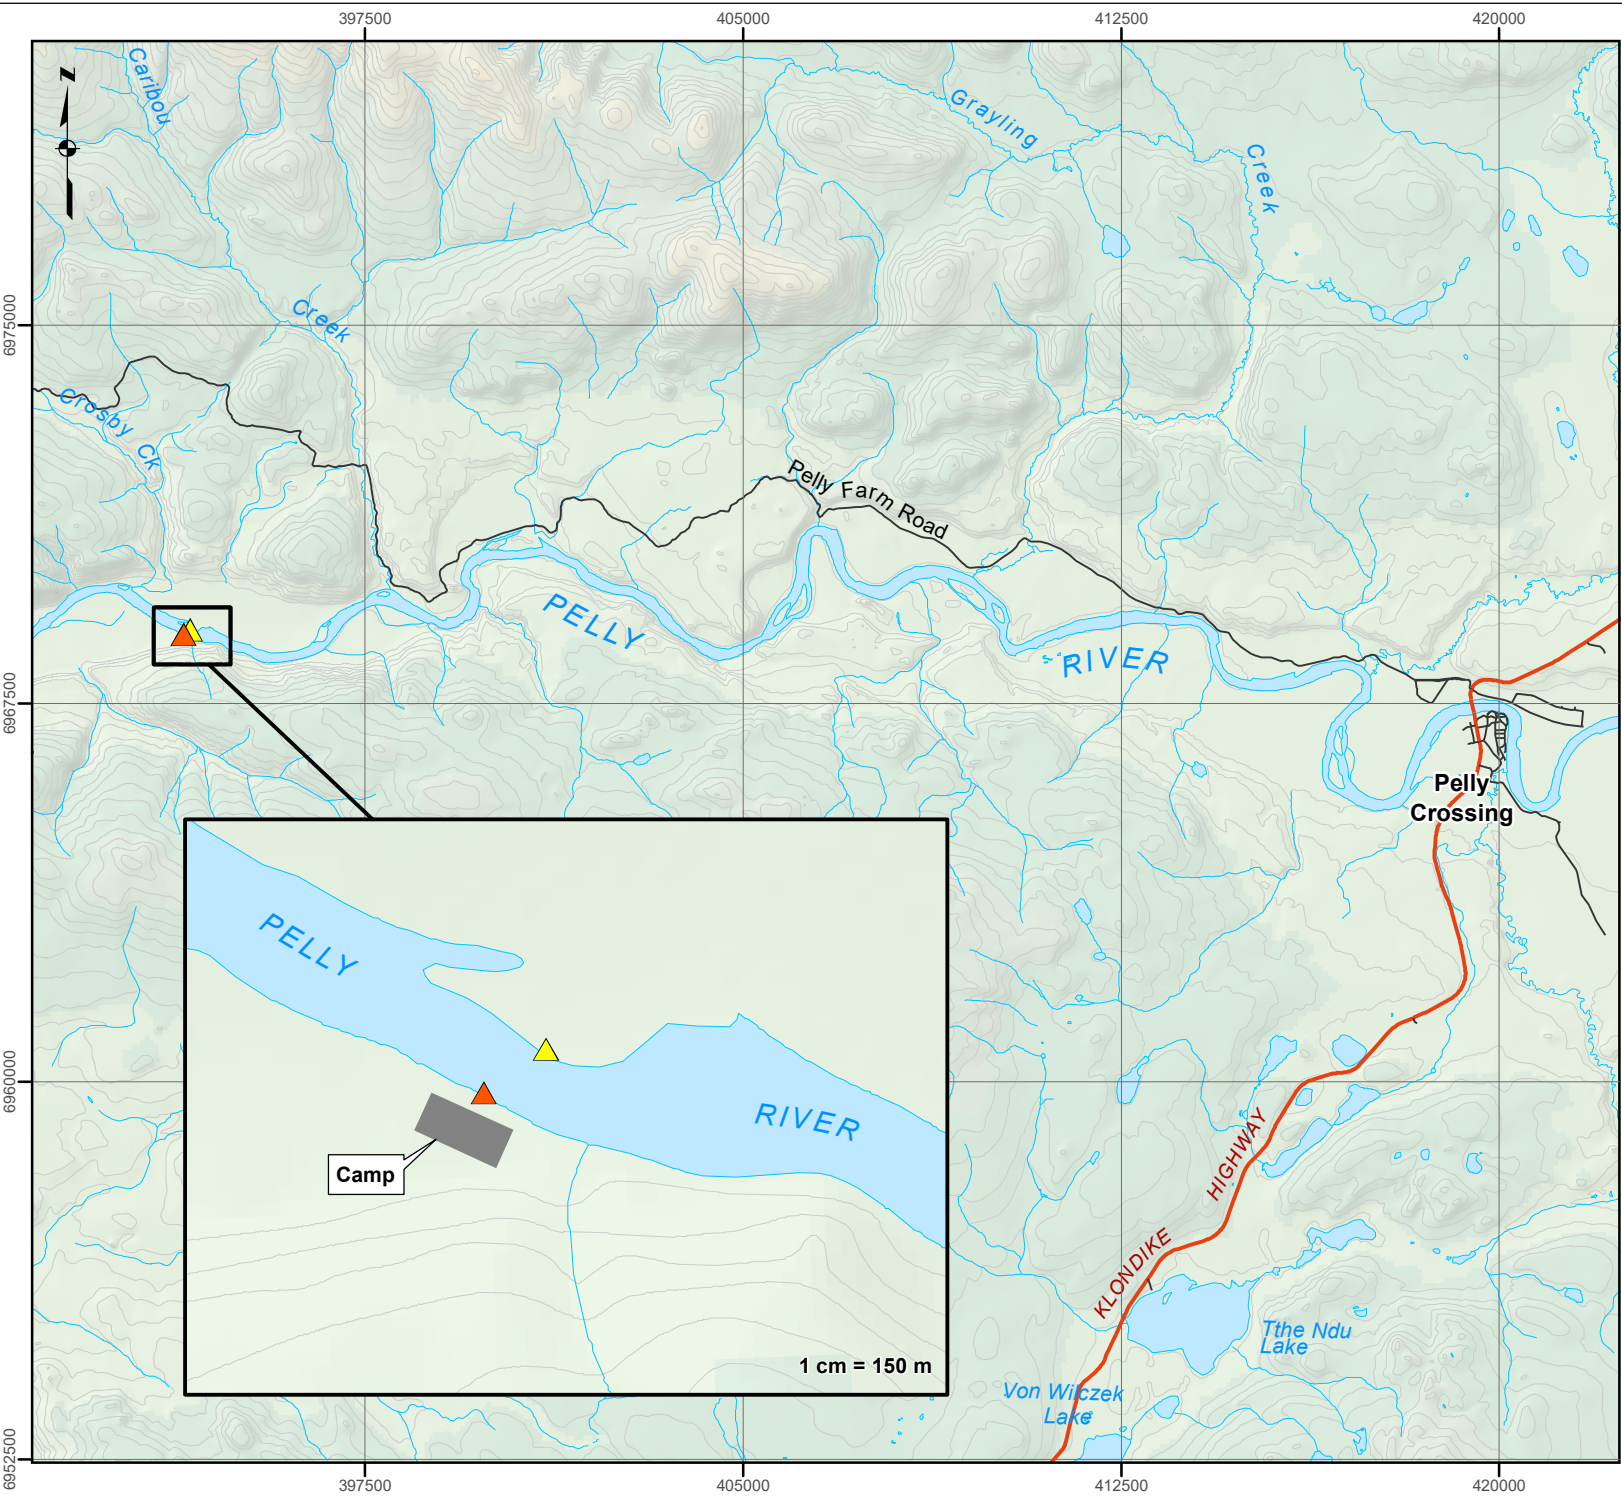 397500
405000
412500
420000
N
Caribou
Creek
Grayling
Creek
6975000
Crosby Ck
Pelly Farm Road
PELLY
RIVER
6967500
Pelly
Crossing
PELLY
RIVER
Camp
1 cm = 150 m
6960000
KLONDIKE
HIGHWAY
Tthe Ndu
Lake
Von Wilczek
Lake
6952500
397500
405000
412500
420000